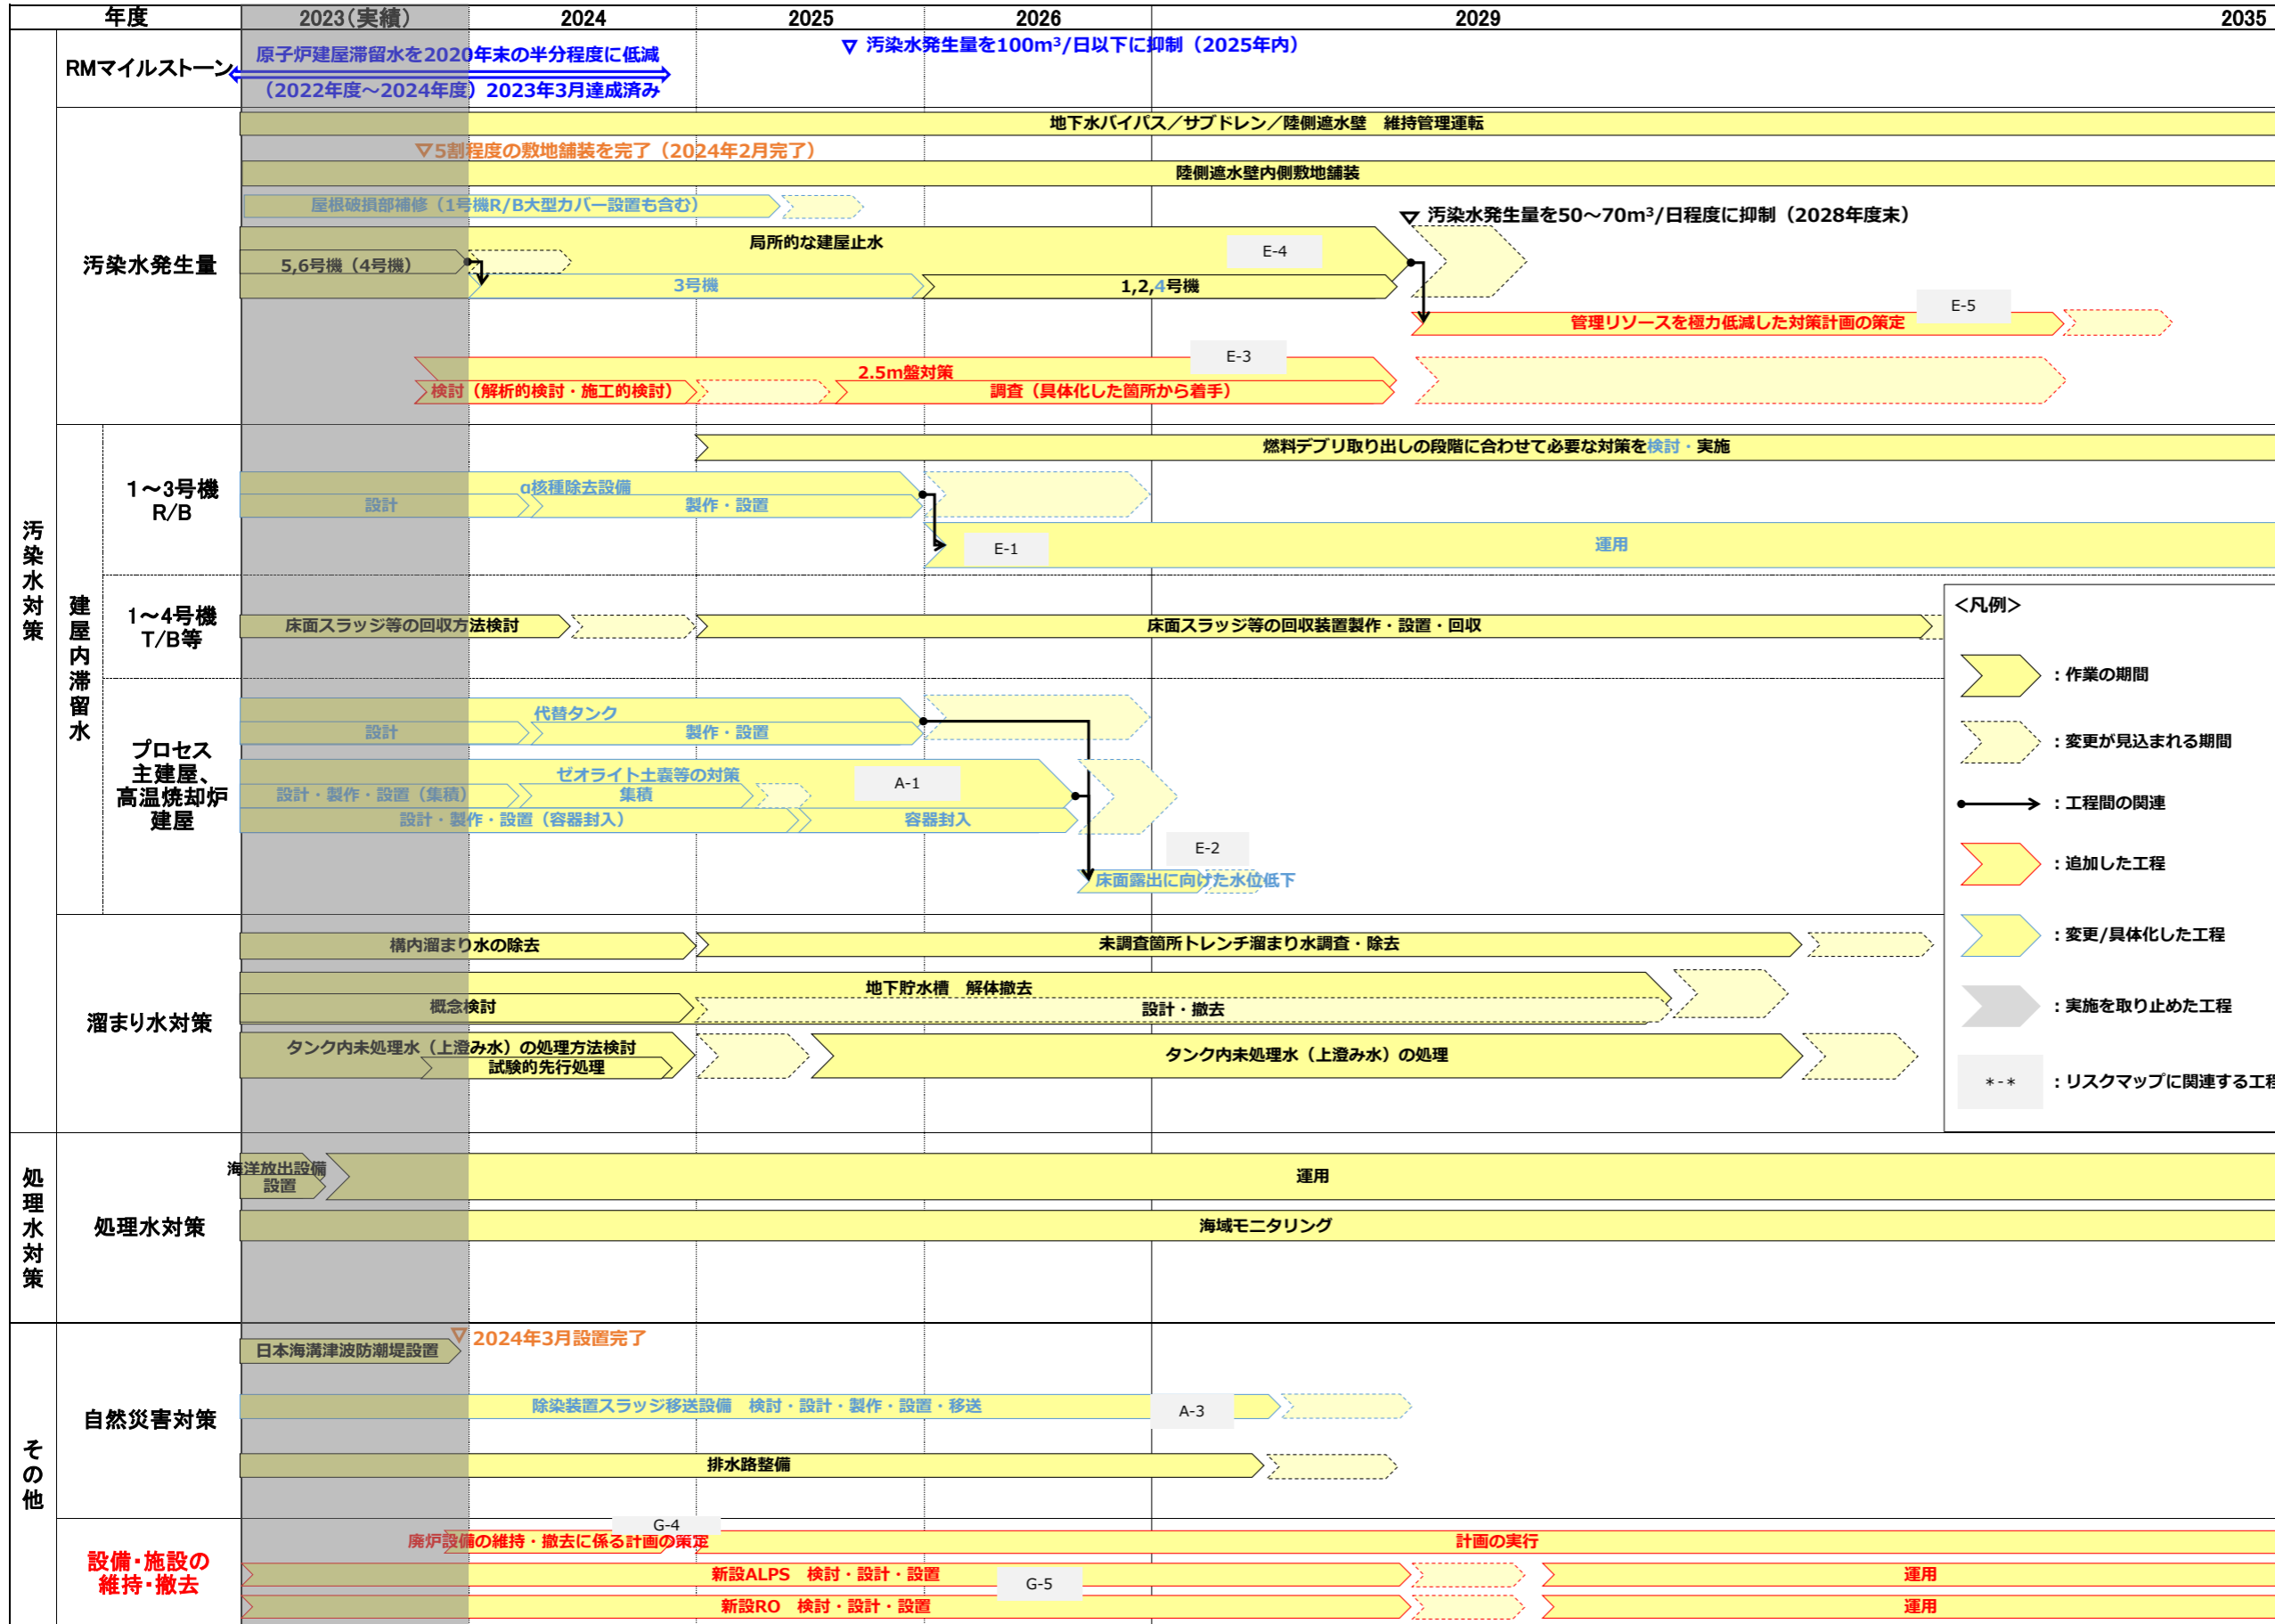 年度 2023(実績) 2024 2025 2026 2029 2035
汚染水対策
RMマイルストーン
原子炉建屋滞留水を2020年末の半分程度に低減
（2022年度～2024年度）2023年3月達成済み
▽ 汚染水発生量を100m³/日以下に抑制（2025年内）
汚染水発生量
地下水バイパス／サブドレン／陸側遮水壁　維持管理運転
▽5割程度の敷地舗装を完了（2024年2月完了）
陸側遮水壁内側敷地舗装
屋根破損部補修（1号機R/B大型カバー設置も含む）
▽ 汚染水発生量を50～70m³/日程度に抑制（2028年度末）
局所的な建屋止水
E-4
5,6号機（4号機）
3号機
1,2,4号機
E-5
管理リソースを極力低減した対策計画の策定
E-3
2.5m盤対策
検討（解析的検討・施工的検討）
調査（具体化した箇所から着手）
建屋内滞留水
1～3号機
R/B
燃料デブリ取り出しの段階に合わせて必要な対策を検討・実施
α核種除去設備
設計
製作・設置
E-1
運用
1～4号機
T/B等
床面スラッジ等の回収方法検討
床面スラッジ等の回収装置製作・設置・回収
プロセス
主建屋、
高温焼却炉
建屋
代替タンク
設計
製作・設置
ゼオライト土嚢等の対策
A-1
設計・製作・設置（集積）
集積
設計・製作・設置（容器封入）
容器封入
E-2
床面露出に向けた水位低下
＜凡例＞
：作業の期間
：変更が見込まれる期間
：工程間の関連
：追加した工程
：変更/具体化した工程
：実施を取り止めた工程
*-*
：リスクマップに関連する工程
溜まり水対策
構内溜まり水の除去
未調査箇所トレンチ溜まり水調査・除去
地下貯水槽　解体撤去
概念検討
設計・撤去
タンク内未処理水（上澄み水）の処理方法検討
試験的先行処理
タンク内未処理水（上澄み水）の処理
処理水対策
処理水対策
海洋放出設備
設置
運用
海域モニタリング
その他
自然災害対策
▽ 2024年3月設置完了
日本海溝津波防潮堤設置
除染装置スラッジ移送設備　検討・設計・製作・設置・移送
A-3
排水路整備
設備・施設の
維持・撤去
G-4
廃炉設備の維持・撤去に係る計画の策定
計画の実行
新設ALPS　検討・設計・設置
運用
G-5
新設RO　検討・設計・設置
運用